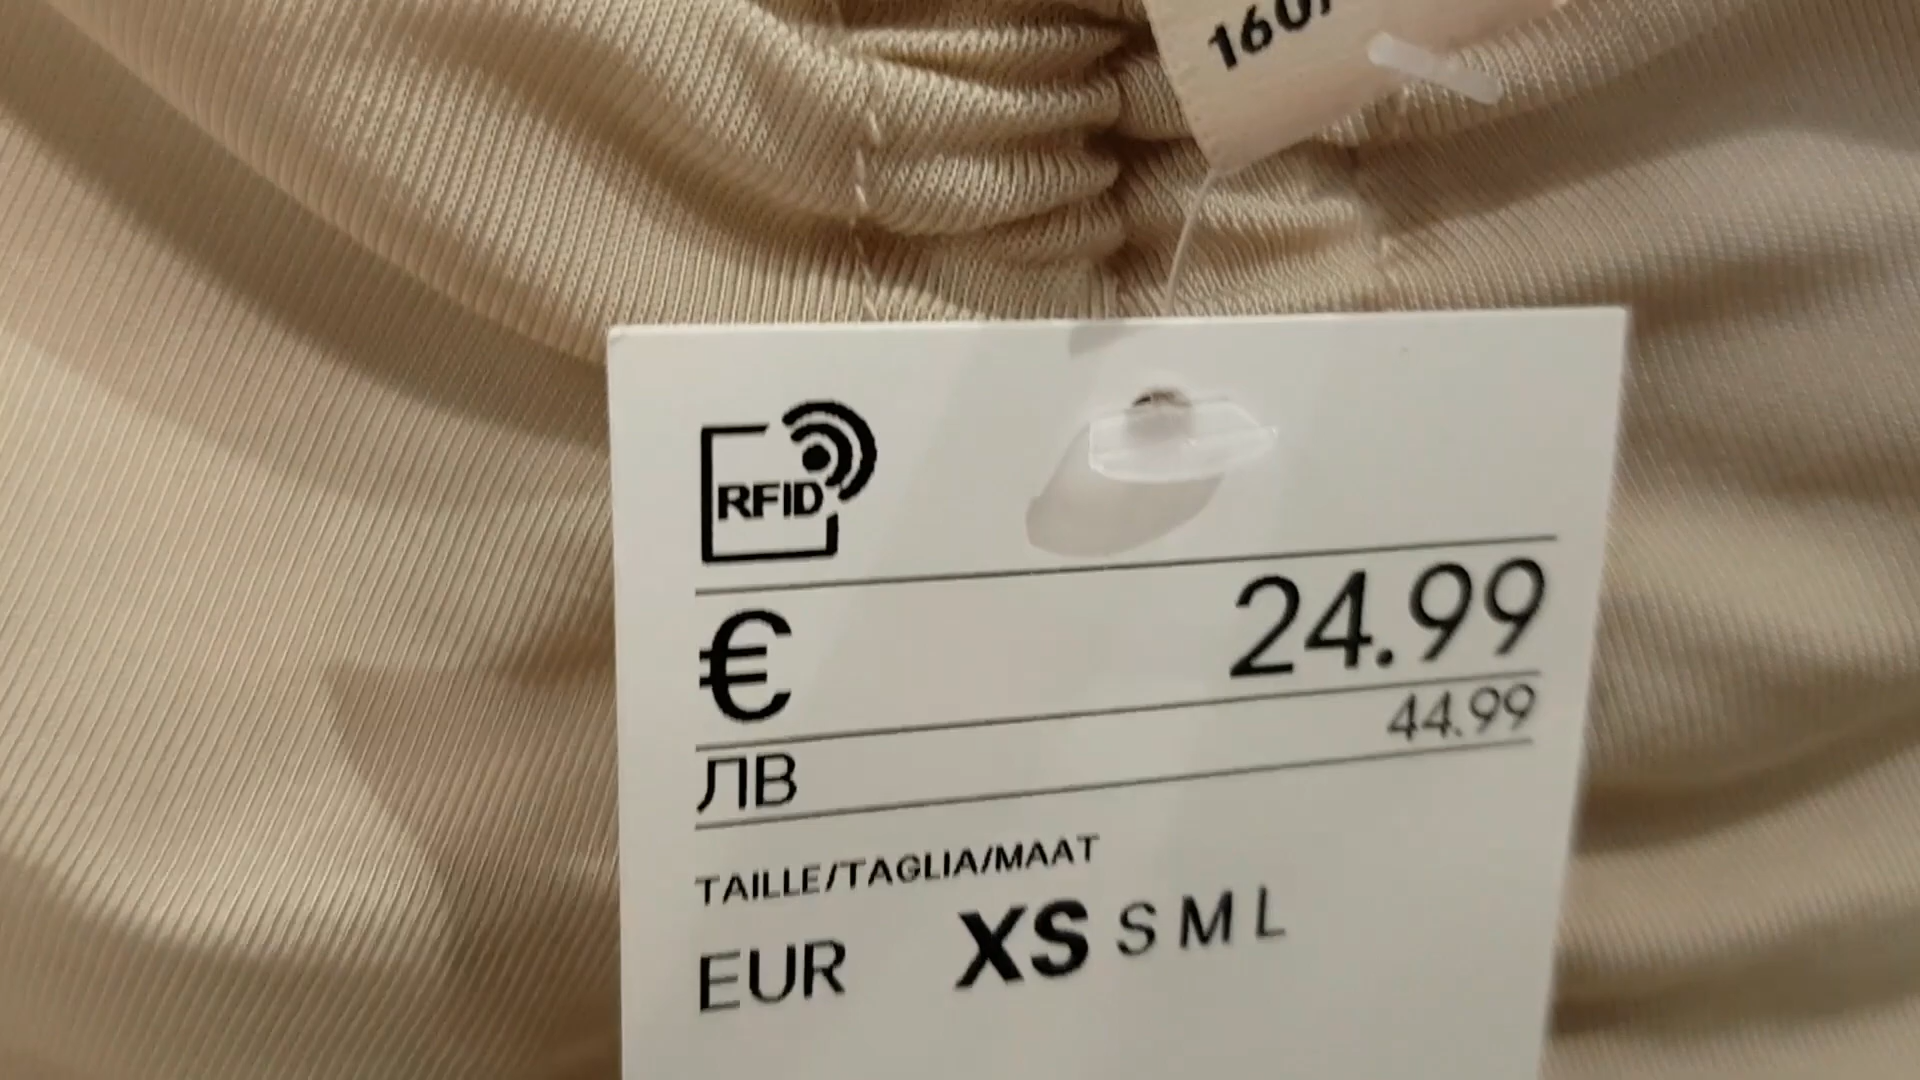 160/
RFID
€ 24.99
ЛВ 44.99
TAILLE/TAGLIA/MAAT
EUR XS S M L